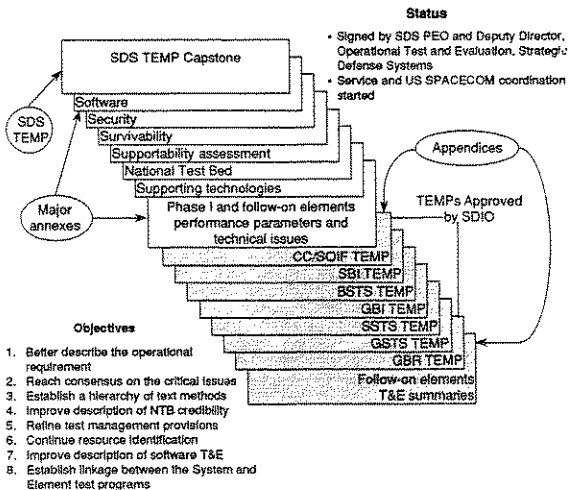 Status
• Signed by SDS PEO and Deputy Director,
Operational Test and Evaluation, Strategic
Defense Systems
• Service and US SPACECOM coordination
started
SDS TEMP Capstone
Software
Security
Survivability
Supportability assessment
National Test Bed
Supporting technologies
Phase I and follow-on elements
performance parameters and
technical issues
SDS
TEMP
Major
annexes
Appendices
TEMPs Approved
by SDIO
CC/SOIF TEMP
SBI TEMP
BSTS TEMP
GBI TEMP
SSTS TEMP
GSTS TEMP
GBR TEMP
Follow-on elements
T&E summaries
Objectives
1. Better describe the operational
requirement
2. Reach consensus on the critical issues
3. Establish a hierarchy of text methods
4. Improve description of NTB credibility
5. Refine test management provisions
6. Continue resource identification
7. Improve description of software T&E
8. Establish linkage between the System and
Element test programs